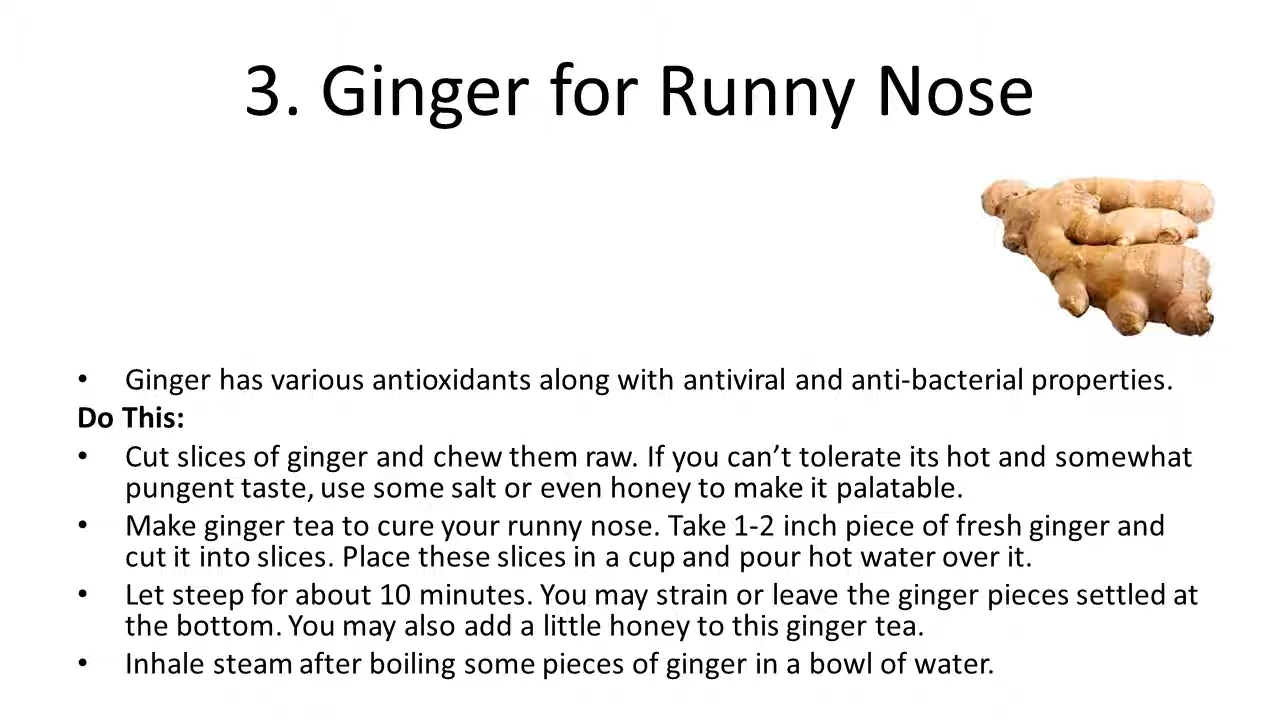 3. Ginger for Runny Nose
• Ginger has various antioxidants along with antiviral and anti-bacterial properties.
Do This:
• Cut slices of ginger and chew them raw. If you can’t tolerate its hot and somewhat
pungent taste, use some salt or even honey to make it palatable.
• Make ginger tea to cure your runny nose. Take 1-2 inch piece of fresh ginger and
cut it into slices. Place these slices in a cup and pour hot water over it.
• Let steep for about 10 minutes. You may strain or leave the ginger pieces settled at
the bottom. You may also add a little honey to this ginger tea.
• Inhale steam after boiling some pieces of ginger in a bowl of water.